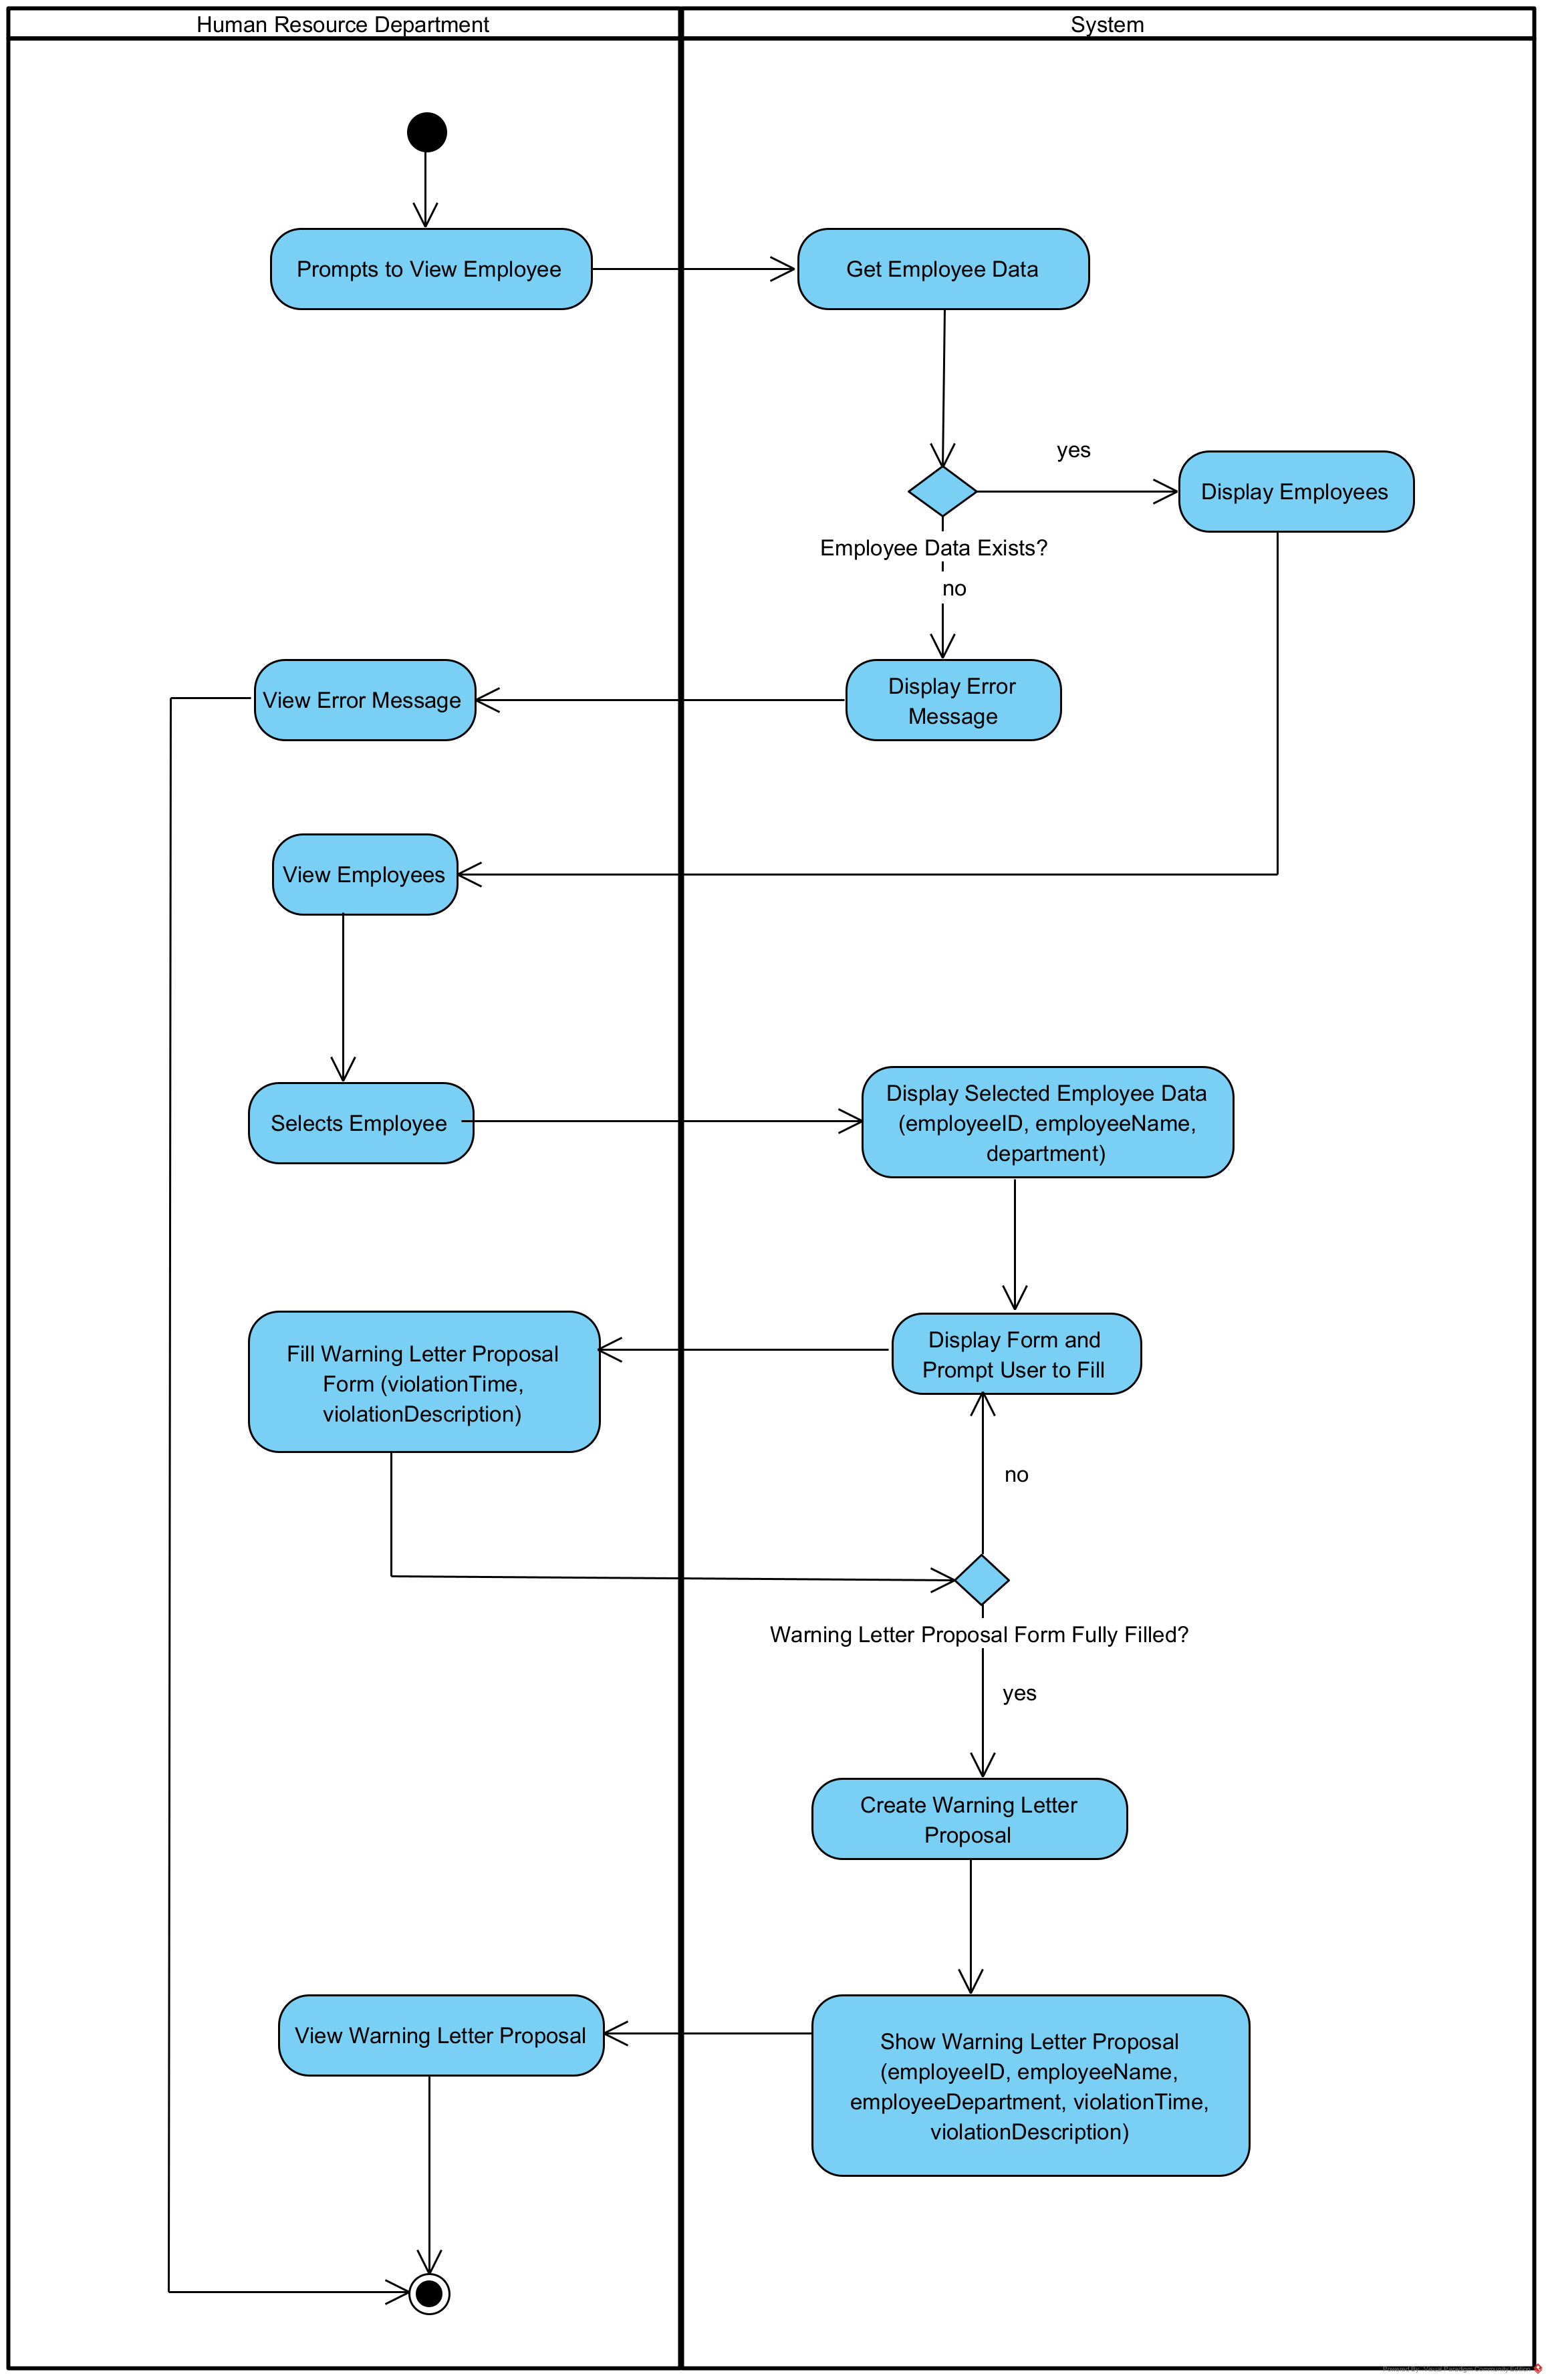 Human Resource Department
System
Prompts to View Employee
Get Employee Data
yes
Display Employees
Employee Data Exists?
no
View Error Message
Display Error
Message
View Employees
Selects Employee
Display Selected Employee Data
(employeeID, employeeName,
department)
Fill Warning Letter Proposal
Form (violationTime,
violationDescription)
Display Form and
Prompt User to Fill
no
Warning Letter Proposal Form Fully Filled?
yes
Create Warning Letter
Proposal
View Warning Letter Proposal
Show Warning Letter Proposal
(employeeID, employeeName,
employeeDepartment, violationTime,
violationDescription)